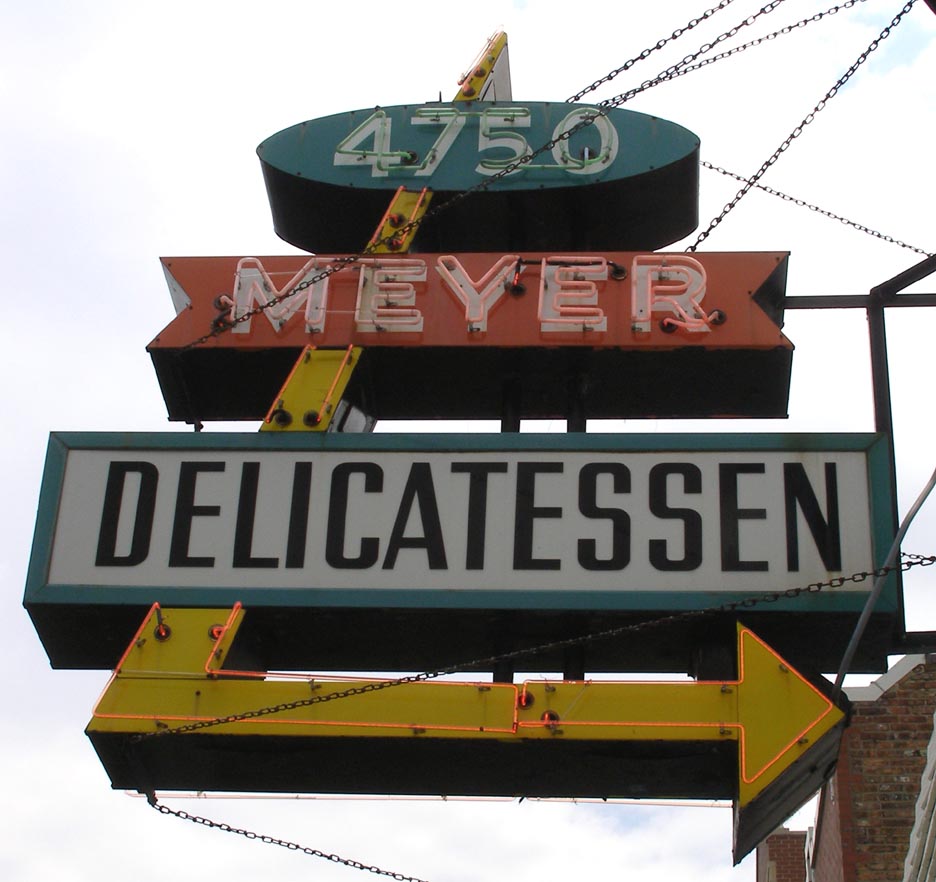 4750
MEYER
DELICATESSEN